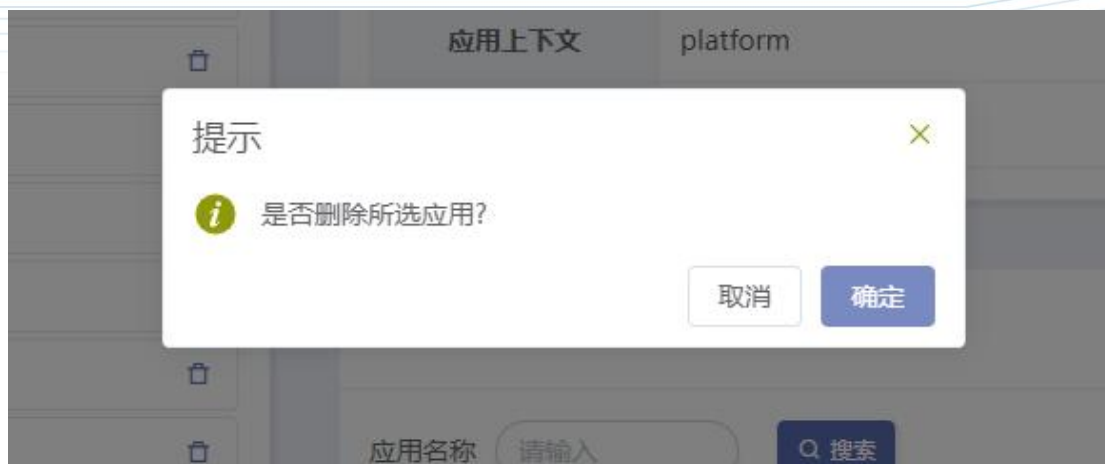 应用上下文 platform
提示
是否删除所选应用?
取消 确定
应用名称 请输入 搜索